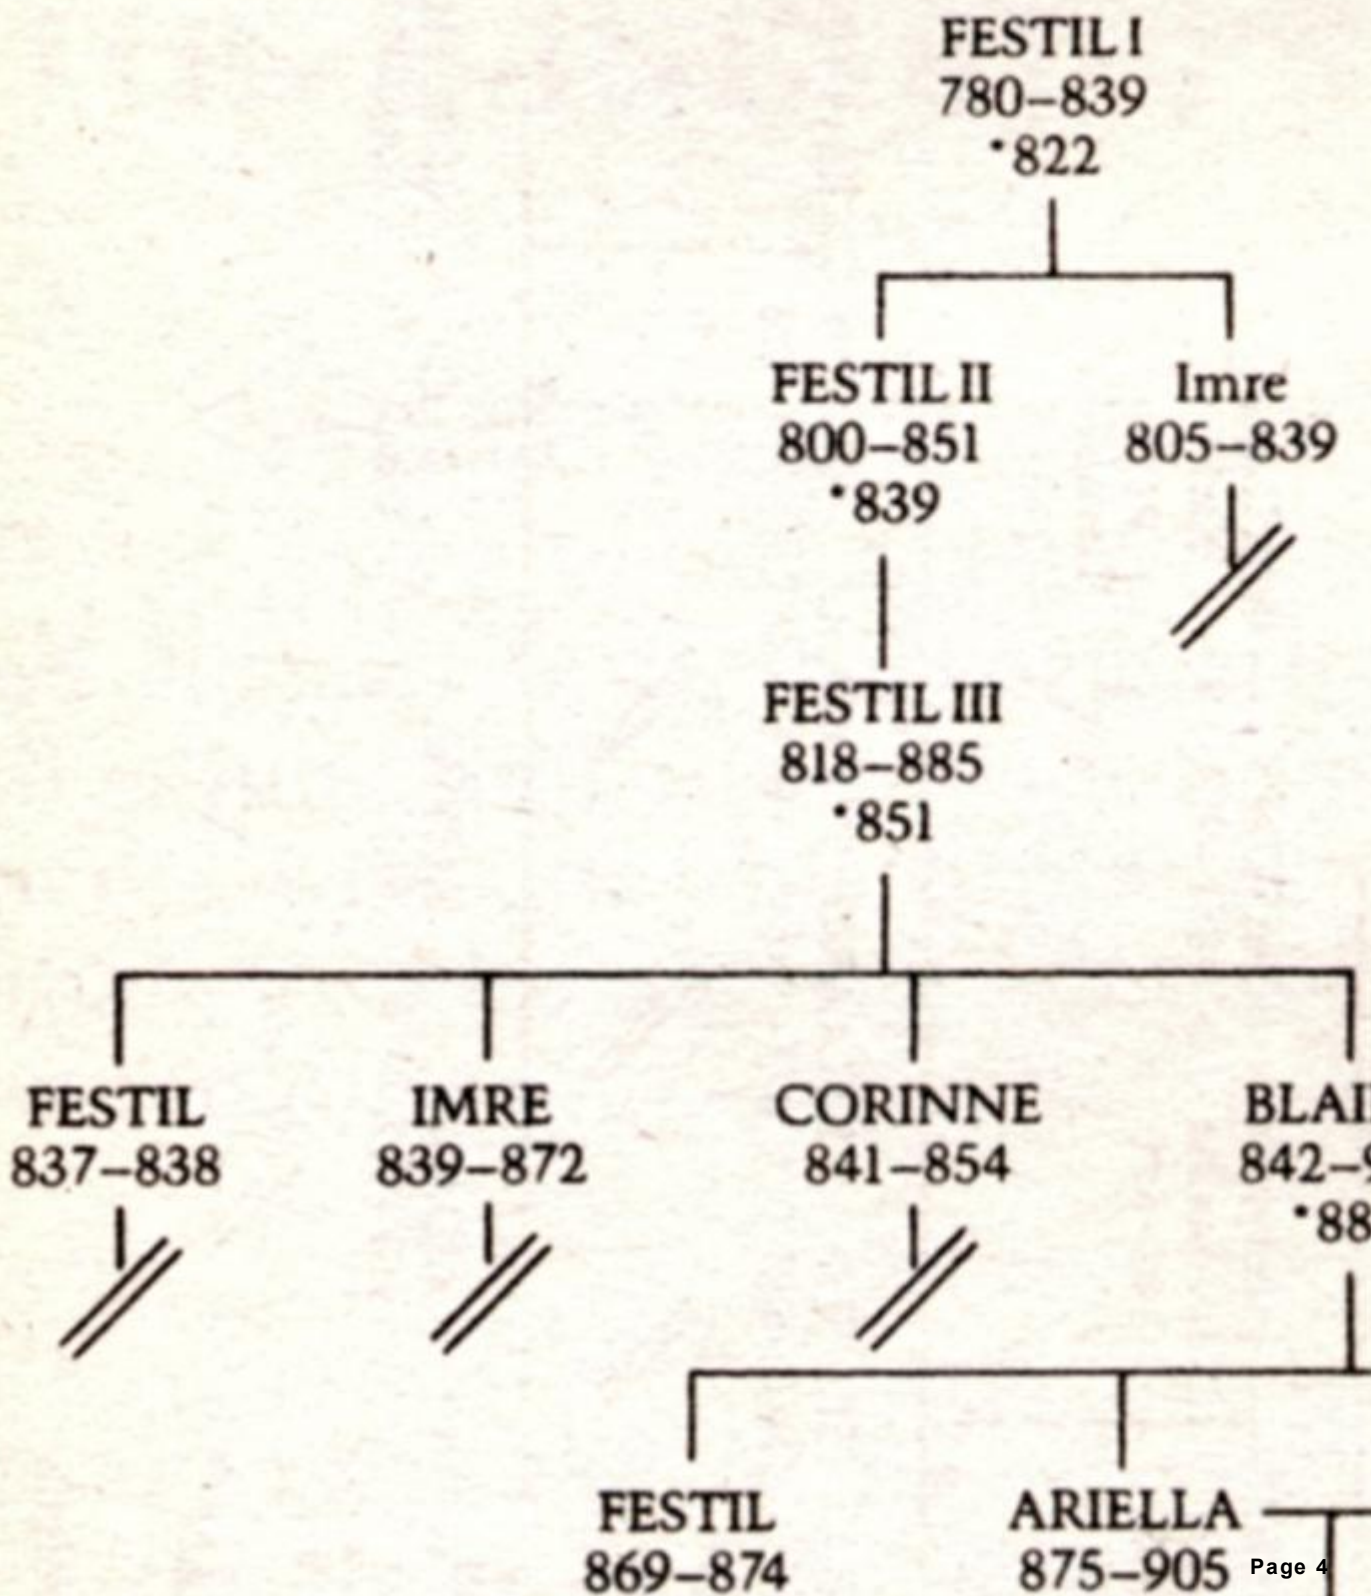 FESTIL I
780–839
*822
FESTIL II
800–851
*839
Imre
805–839
FESTIL III
818–885
*851
FESTIL
837–838
IMRE
839–872
CORINNE
841–854
842–
FESTIL
869–874
ARIELLA
875–905
Page 4